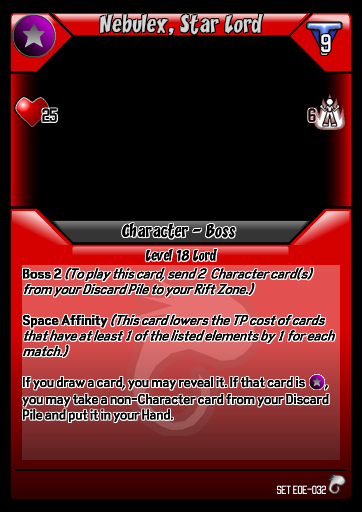 Nebulex, Star Lord
9
25
6
Character - Boss
Level 18 Lord
Boss 2 (To play this card, send 2 Character card(s)
from your Discard Pile to your Rift Zone.)
Space Affinity (This card lowers the TP cost of cards
that have at least 1 of the listed elements by 1 for each
match.)
If you draw a card, you may reveal it. If that card is ,
you may take a non-Character card from your Discard
Pile and put it in your Hand.
SET EOE-032